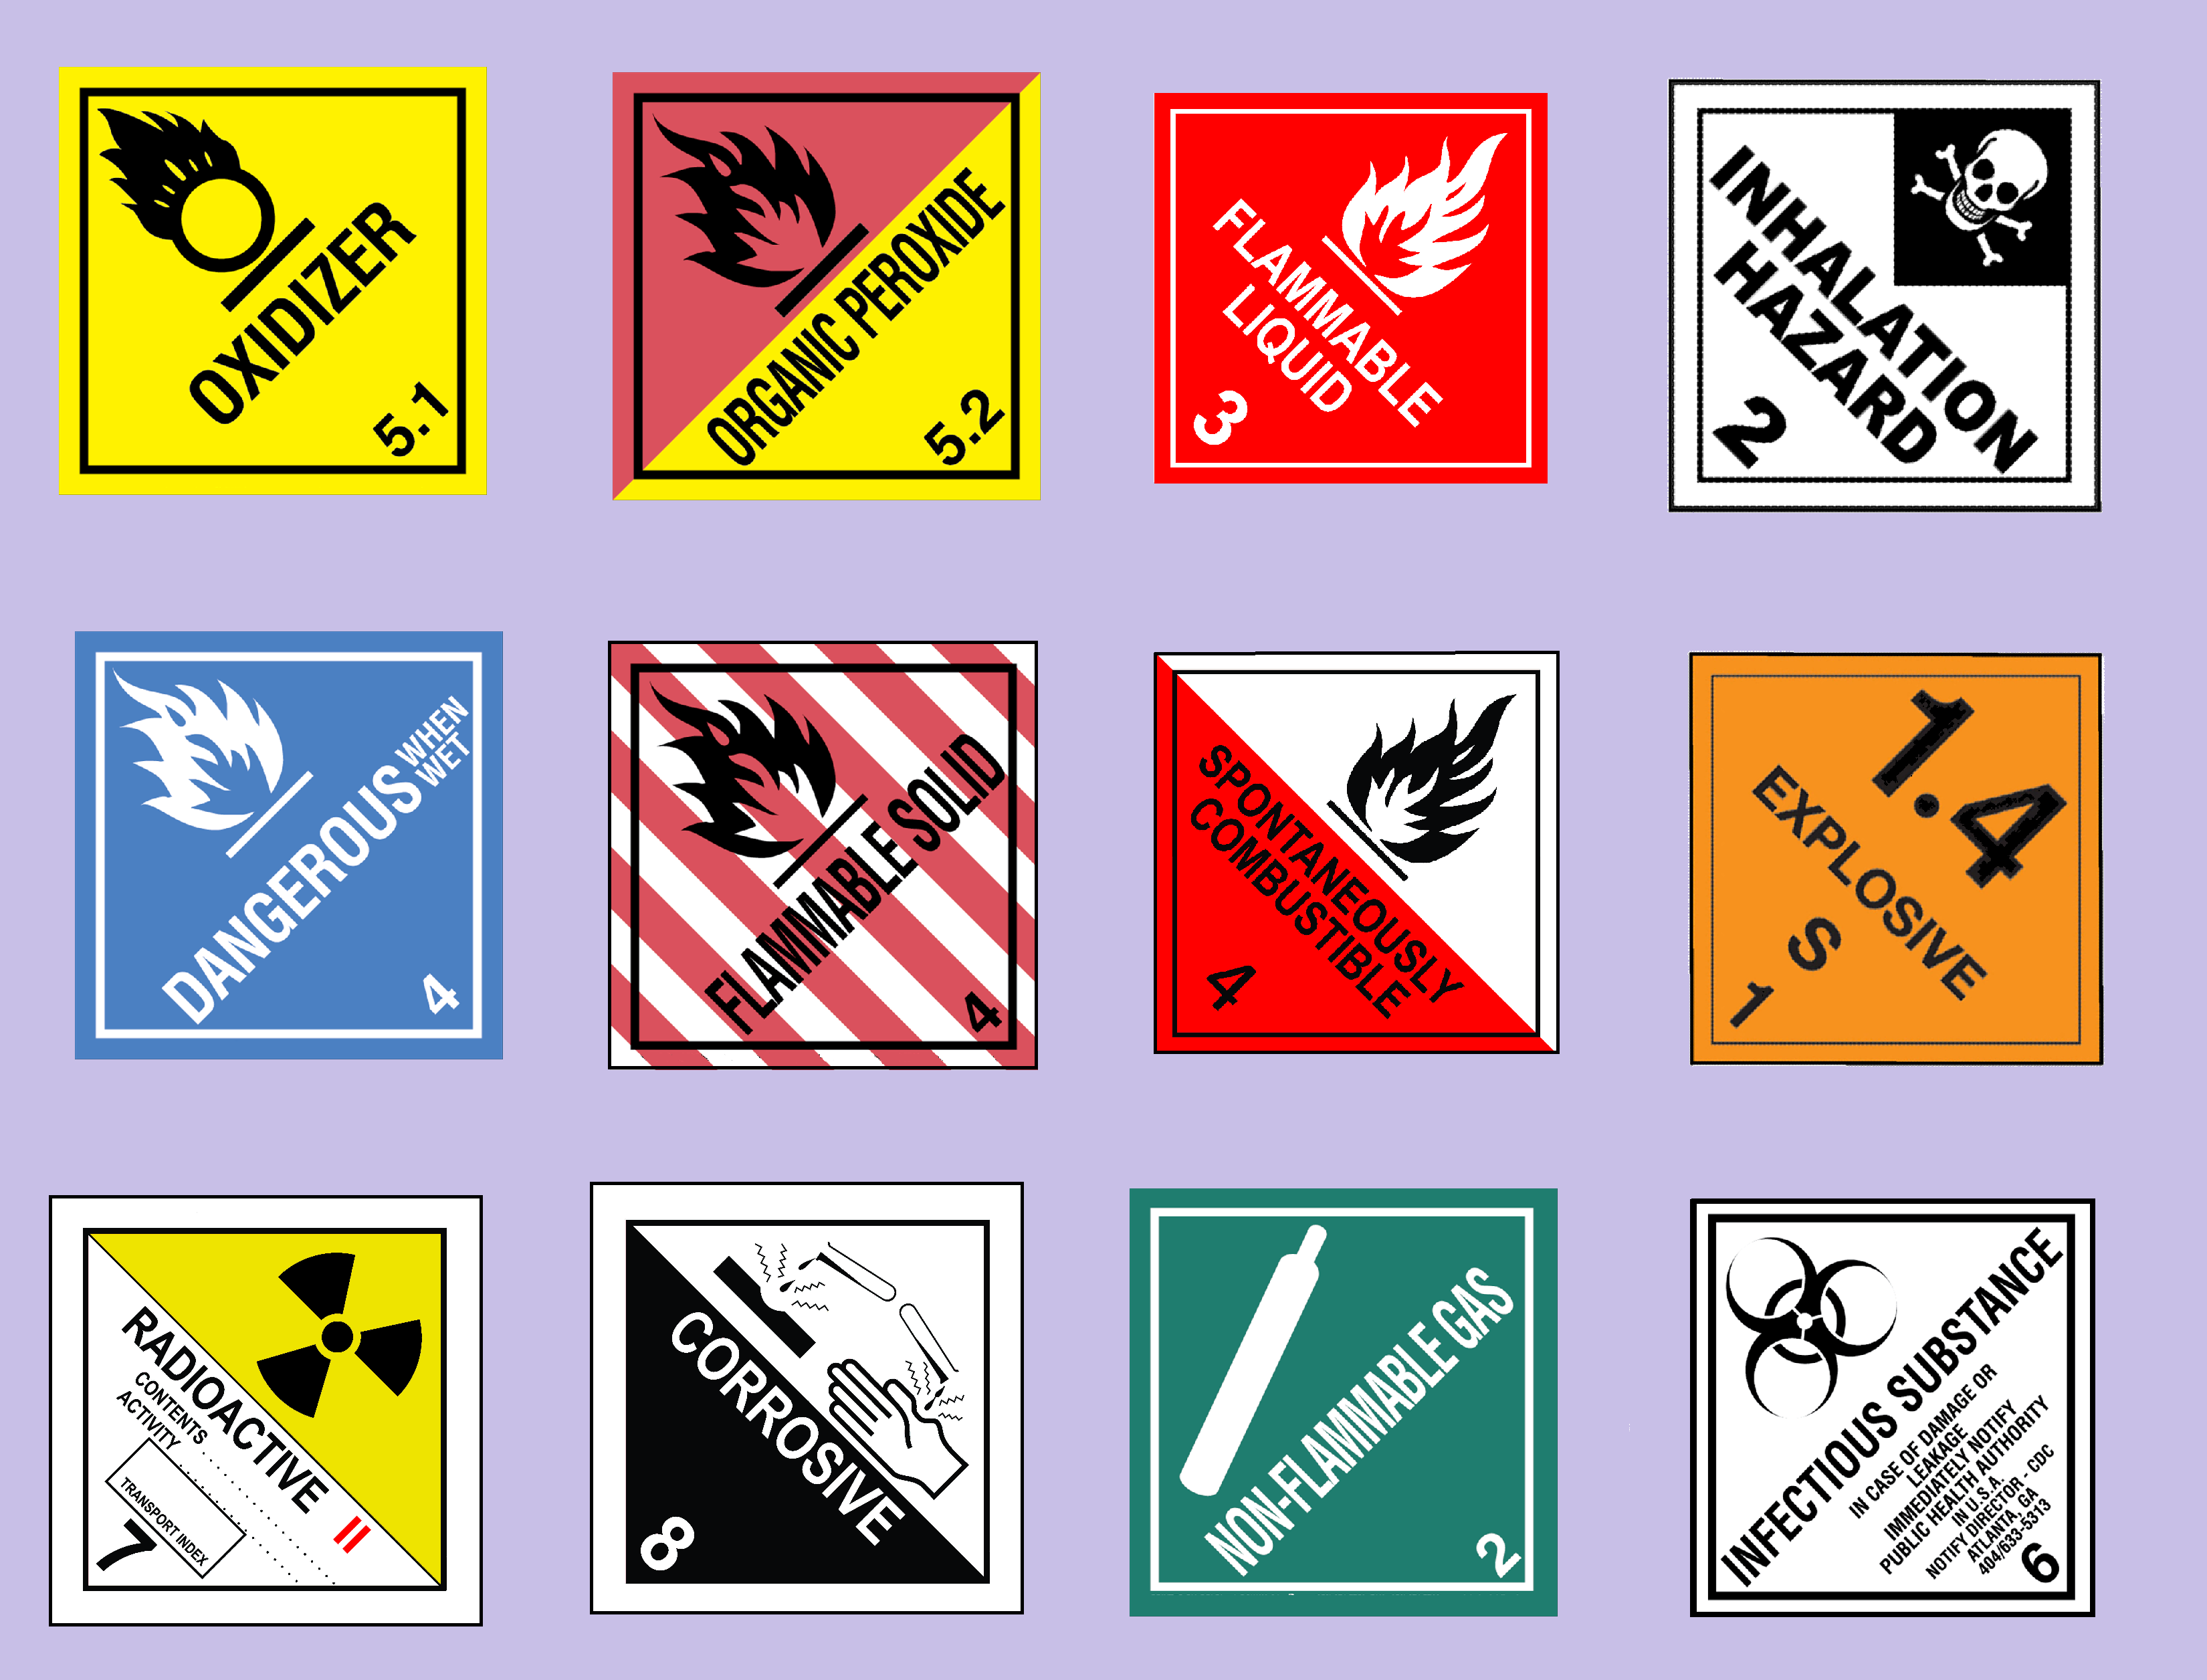 OXIDIZER
5.1
ORGANIC PEROXIDE
5.2
FLAMMABLE
LIQUID
3
INHALATION
HAZARD
2
DANGEROUS WHEN
WET
4
FLAMMABLE SOLID
4
SPONTANEOUSLY
COMBUSTIBLE
4
1.4
EXPLOSIVE
S
1
RADIOACTIVE II
CONTENTS ................
ACTIVITY ................
TRANSPORT INDEX
7
CORROSIVE
8
NON-FLAMMABLE GAS
2
INFECTIOUS SUBSTANCE
IN CASE OF DAMAGE OR
LEAKAGE
IMMEDIATELY NOTIFY
PUBLIC HEALTH AUTHORITY
IN U.S.A.
NOTIFY DIRECTOR - CDC
ATLANTA, GA
404/633-5313
6